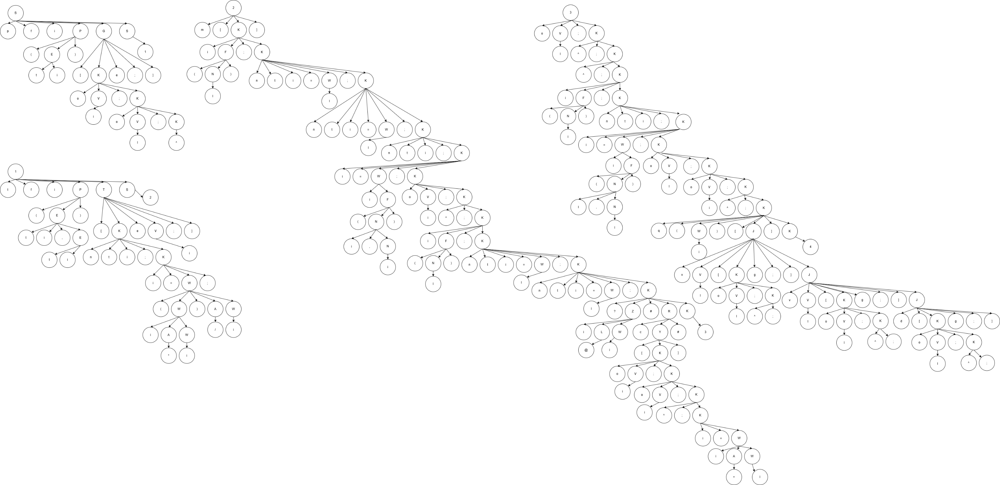 S
p f i P G S
( E ) 1
t i [ K e ; ]
o V ; K
i o V ; K
l ^
1
t f i P T S
2
( E )
t i , E [ K e V ; ]
t i n t i ; K i
i = W ;
( W ) A W
i A W / i
* i
2
m [ K ]
i F ; K
( N ) n t i = W ; K
l l
n t i = W ; K
l n t i ; K
i = W ; K
i F o V ; K
( N ) i ^ ; K
i , N i F ; K
i ( N ) n t i = W ; K
l l n t i = W ; K
l ? Z # R K
i L W c Y # 3
@ i [ K ]
o V ; K
i o V ; K
i ^ ; K
i = W
i A W
+ l
3
o V ; K
l ^ ; K
^ ; K
i F ; K
( N ) n t i ; K
l i = W ; K
i F o V ; K
( N ) l o V ; K
l , N i ^ ; K
l q ( W ) [ J ] K
i 4
v V [ K g ; ] J
l o V ; K v V [ K g ; ] J
l ^ ; l o V ; K d [ K g ; ]
l ^ ; o V ; K
l ^ ;